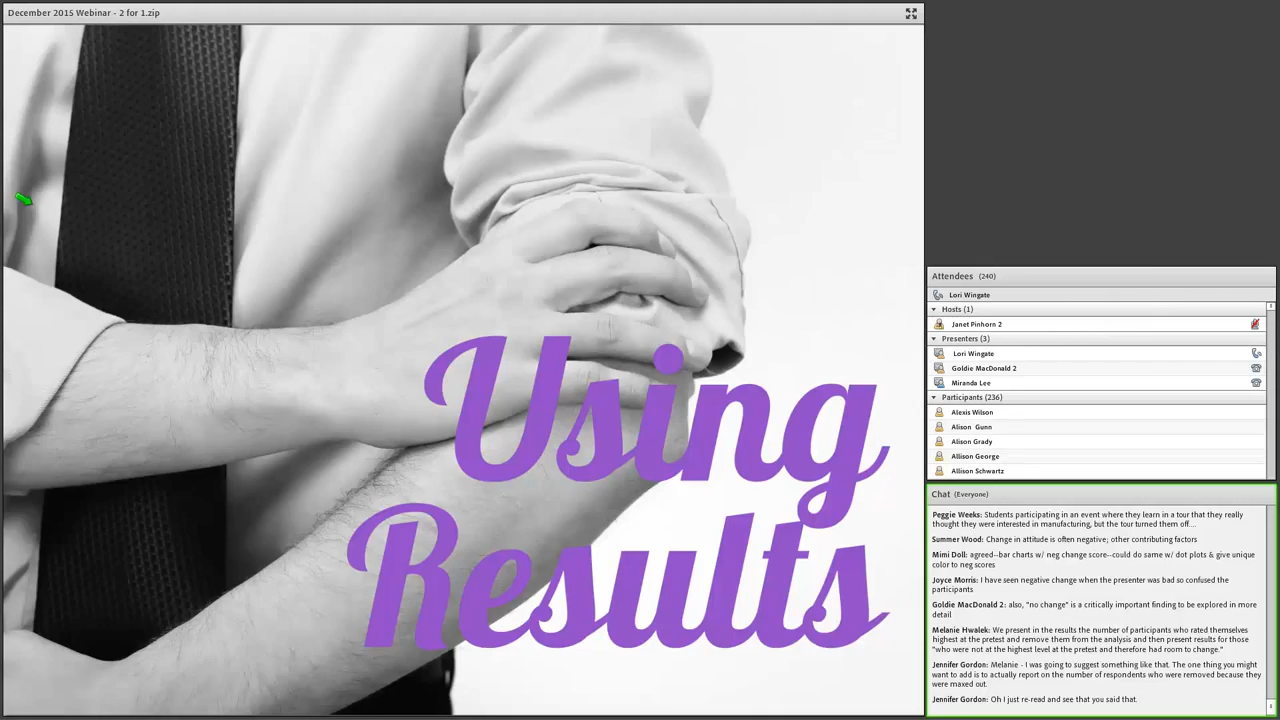 December 2015 Webinar - 2 for 1.zip
Using
Results
Attendees (240)
Lori Wingate
Hosts (1)
Janet Pinhorn 2
Presenters (3)
Lori Wingate
Goldie MacDonald 2
Miranda Lee
Participants (236)
Alexis Wilson
Alison Gunn
Alison Grady
Allison George
Allison Schwartz
Chat (Everyone)
Peggie Weeks: Students participating in an event where they learn in a tour that they really
thought they were interested in manufacturing, but the tour turned them off....
Summer Wood: Change in attitude is often negative; other contributing factors
Mimi Doll: agreed--bar charts w/ neg change score--could do same w/ dot plots & give unique
color to neg scores
Joyce Morris: I have seen negative change when the presenter was bad so confused the
participants
Goldie MacDonald 2: also, "no change" is a critically important finding to be explored in more
detail
Melanie Hwalek: We present in the results the number of participants who rated themselves
highest at the pretest and remove them from the analysis and then present results for those
"who were not at the highest level at the pretest and therefore had room to change."
Jennifer Gordon: Melanie - I was going to suggest something like that. The one thing you might
want to add is to actually report on the number of respondents who were removed because they
were maxed out.
Jennifer Gordon: Oh I just re-read and see that you said that.